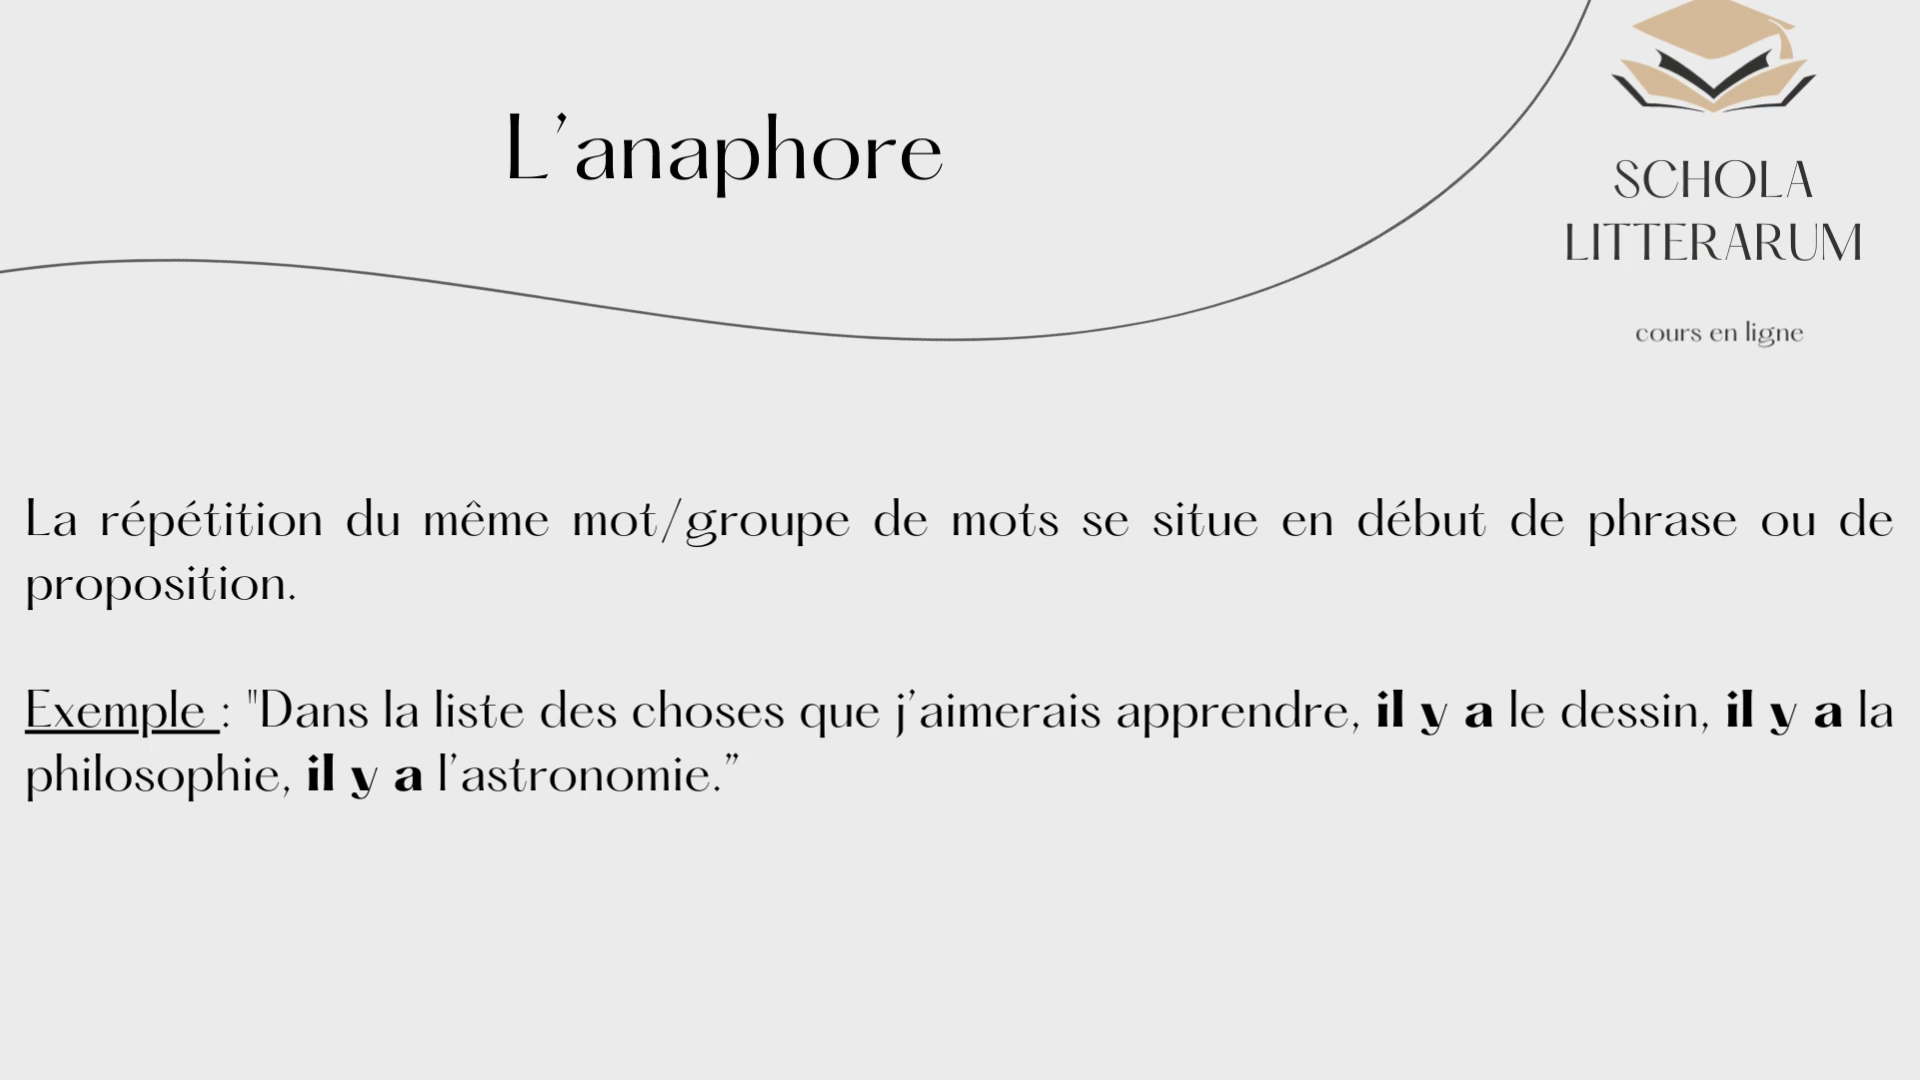 L’anaphore
SCHOLA
LITTERARUM
cours en ligne
La répétition du même mot/groupe de mots se situe en début de phrase ou de
proposition.
Exemple : "Dans la liste des choses que j’aimerais apprendre, il y a le dessin, il y a la
philosophie, il y a l’astronomie.”